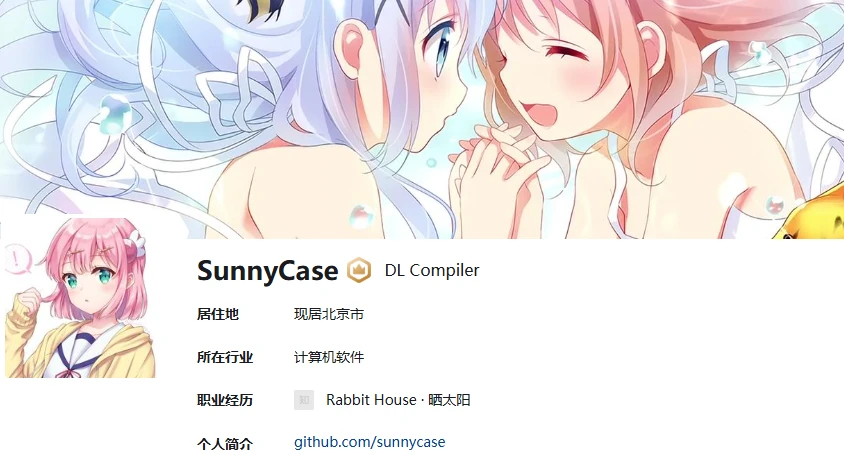 !
SunnyCase DL Compiler
居住地 现居北京市
所在行业 计算机软件
职业经历 知 Rabbit House · 晒太阳
个人简介 github.com/sunnycase